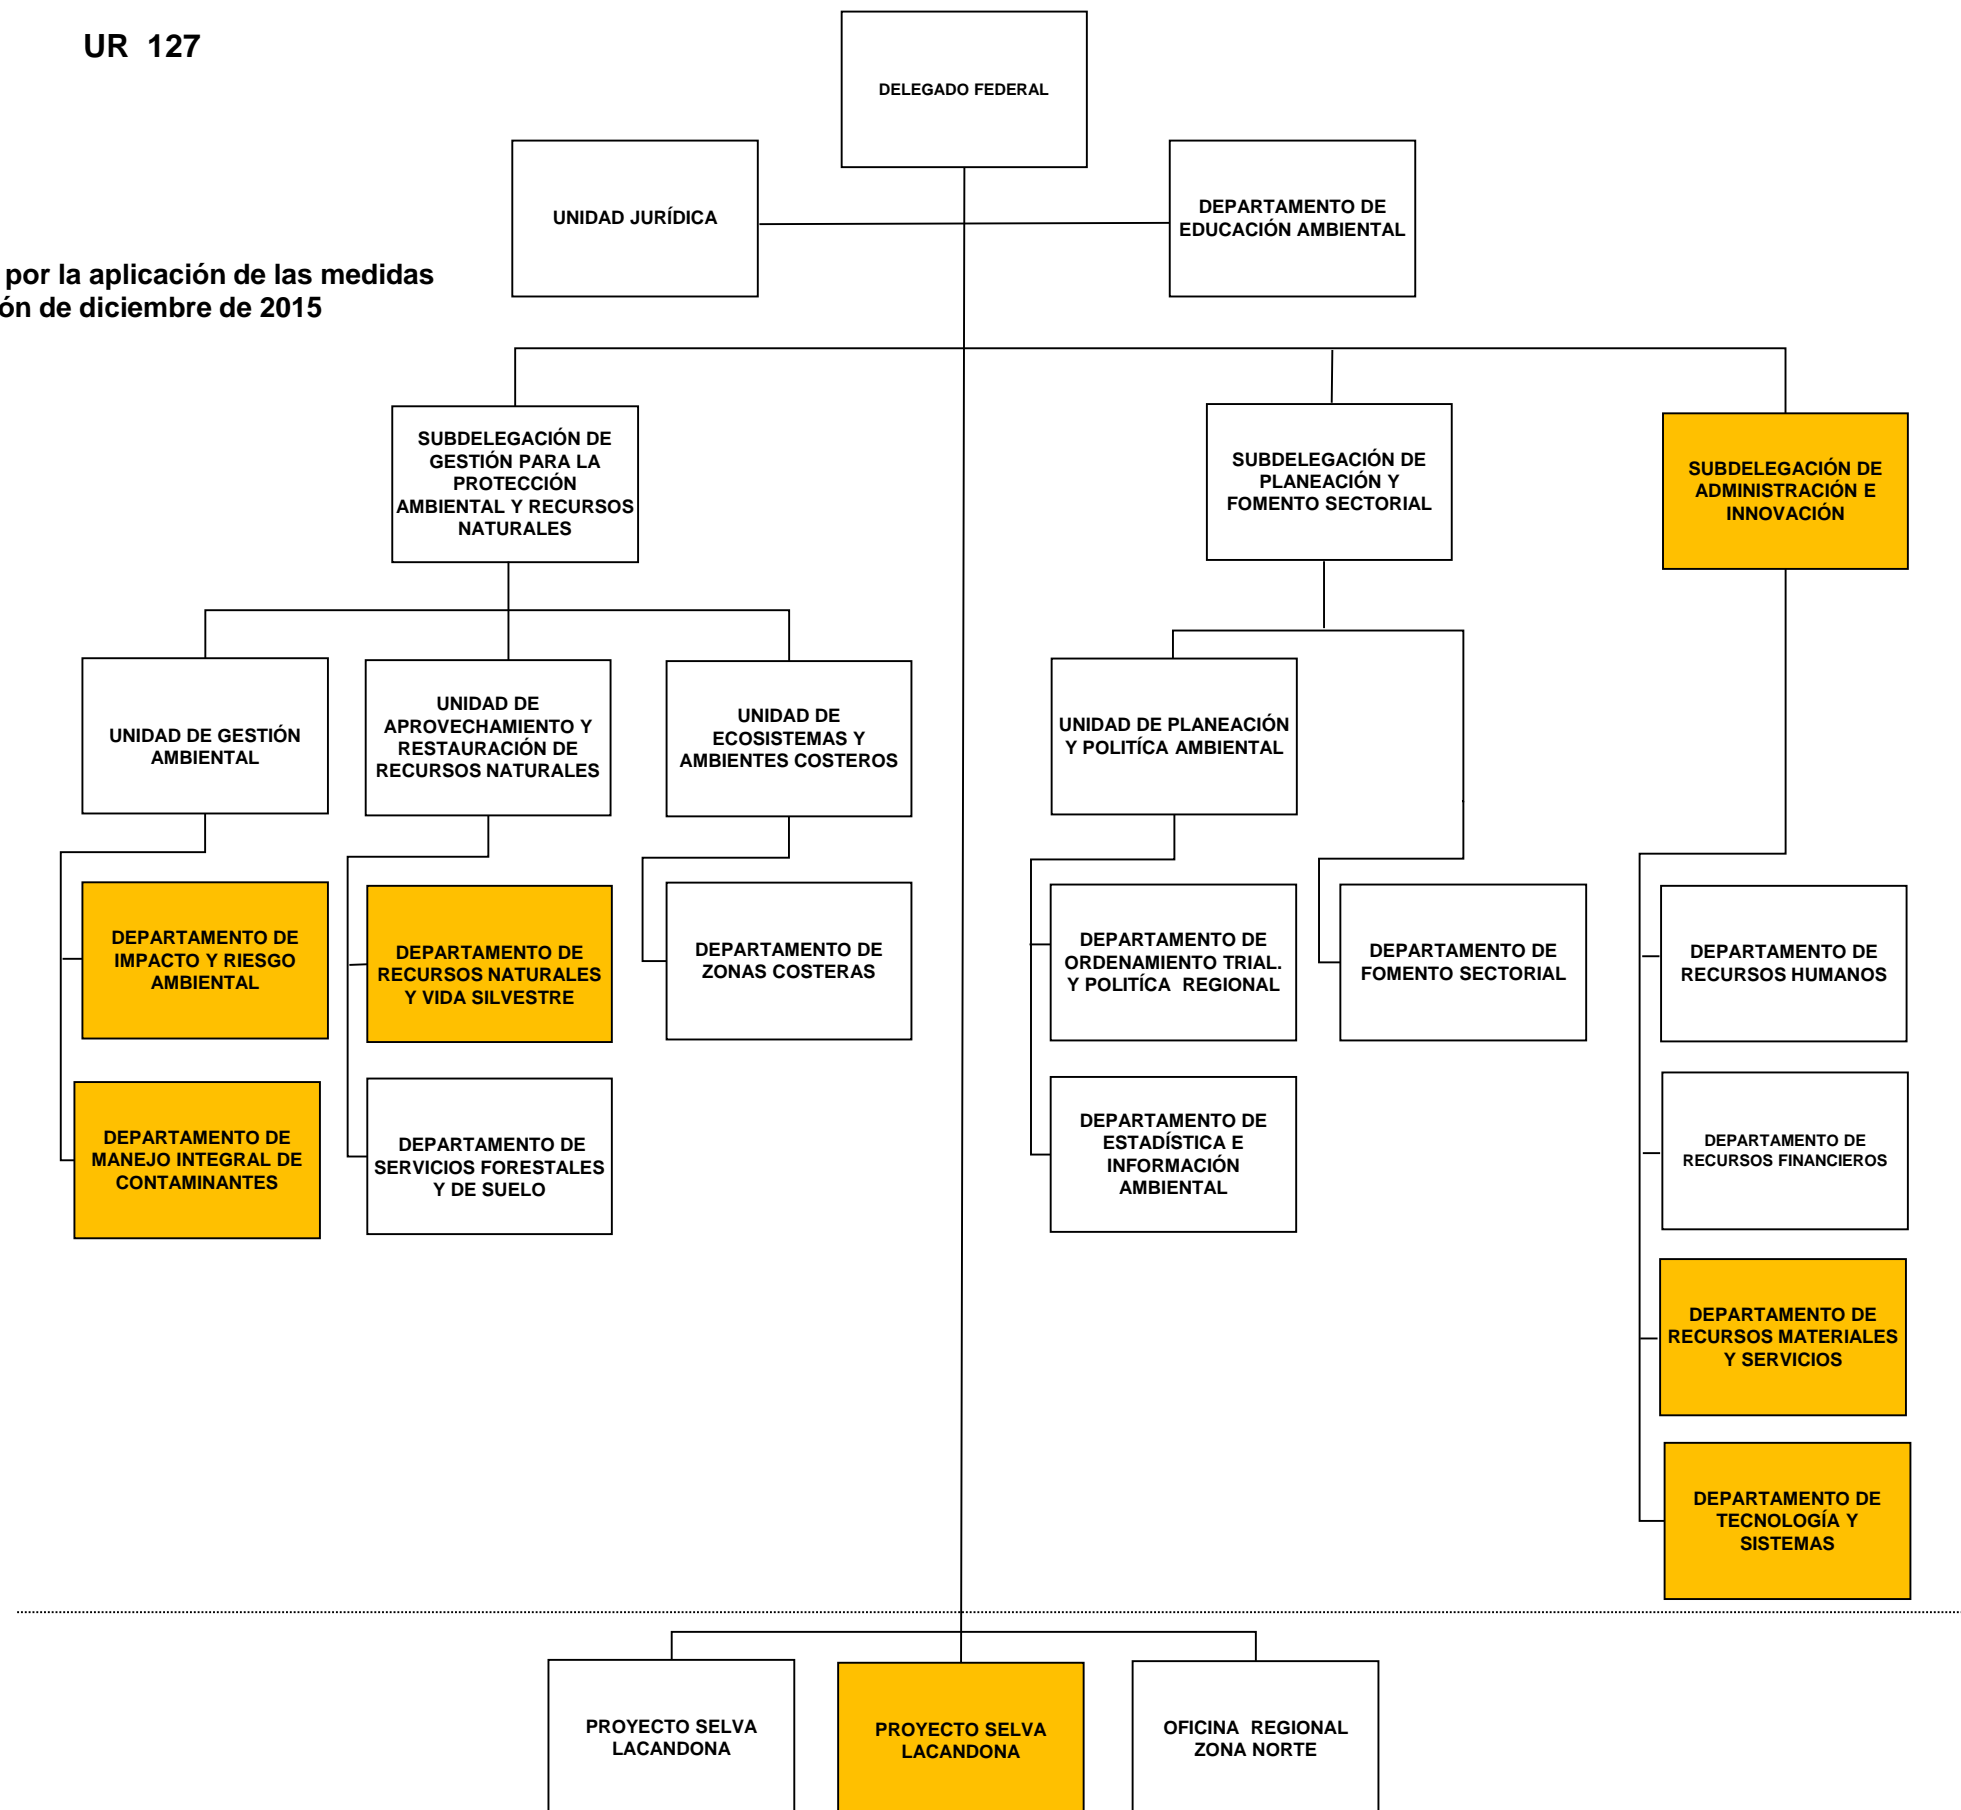 UR 127
DELEGADO FEDERAL
UNIDAD JURÍDICA
DEPARTAMENTO DE
EDUCACIÓN AMBIENTAL
por la aplicación de las medidas
ón de diciembre de 2015
SUBDELEGACIÓN DE
GESTIÓN PARA LA
PROTECCIÓN
AMBIENTAL Y RECURSOS
NATURALES
SUBDELEGACIÓN DE
PLANEACIÓN Y
FOMENTO SECTORIAL
SUBDELEGACIÓN DE
ADMINISTRACIÓN E
INNOVACIÓN
UNIDAD DE GESTIÓN
AMBIENTAL
UNIDAD DE
APROVECHAMIENTO Y
RESTAURACIÓN DE
RECURSOS NATURALES
UNIDAD DE
ECOSISTEMAS Y
AMBIENTES COSTEROS
UNIDAD DE PLANEACIÓN
Y POLITÍCA AMBIENTAL
DEPARTAMENTO DE
IMPACTO Y RIESGO
AMBIENTAL
DEPARTAMENTO DE
RECURSOS NATURALES
Y VIDA SILVESTRE
DEPARTAMENTO DE
ZONAS COSTERAS
DEPARTAMENTO DE
ORDENAMIENTO TRIAL.
Y POLITÍCA REGIONAL
DEPARTAMENTO DE
FOMENTO SECTORIAL
DEPARTAMENTO DE
RECURSOS HUMANOS
DEPARTAMENTO DE
MANEJO INTEGRAL DE
CONTAMINANTES
DEPARTAMENTO DE
SERVICIOS FORESTALES
Y DE SUELO
DEPARTAMENTO DE
ESTADÍSTICA E
INFORMACIÓN
AMBIENTAL
DEPARTAMENTO DE
RECURSOS FINANCIEROS
DEPARTAMENTO DE
RECURSOS MATERIALES
Y SERVICIOS
DEPARTAMENTO DE
TECNOLOGÍA Y
SISTEMAS
PROYECTO SELVA
LACANDONA
PROYECTO SELVA
LACANDONA
OFICINA REGIONAL
ZONA NORTE